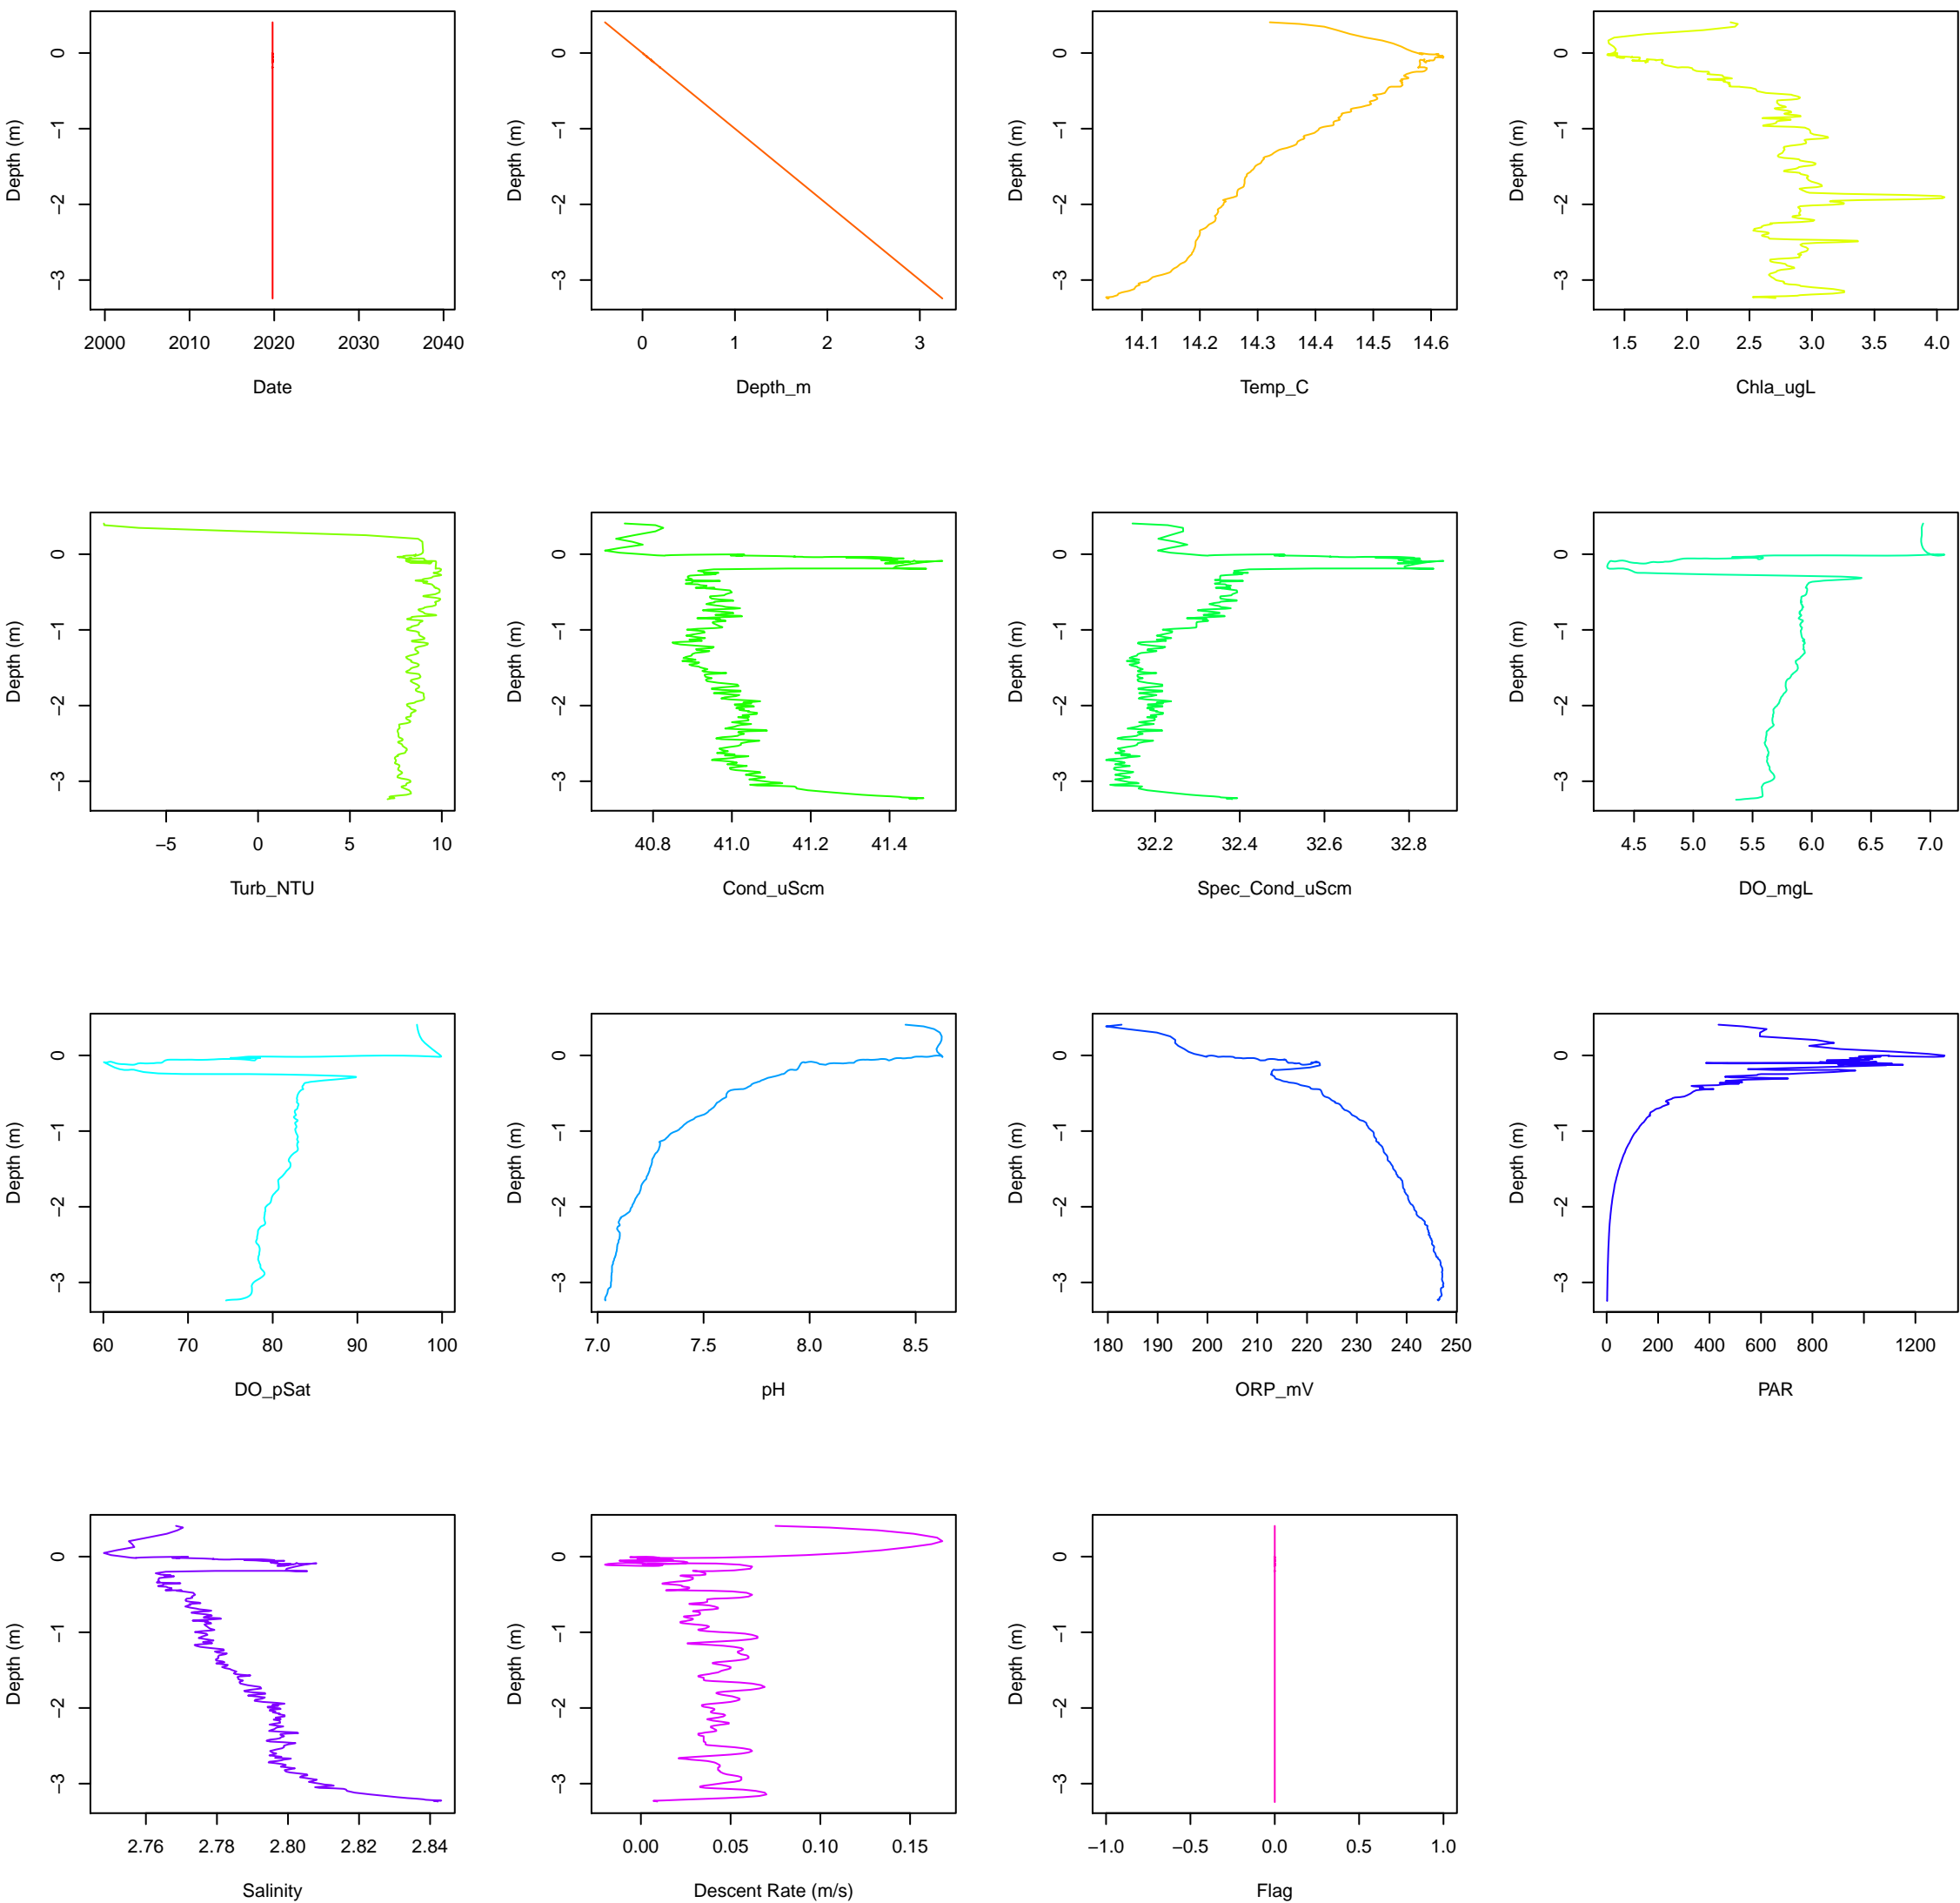 Depth (m)
0
−1
−2
−3
2000 2010 2020 2030 2040
Date
Depth (m)
0
−1
−2
−3
0 1 2 3
Depth_m
Depth (m)
0
−1
−2
−3
14.1 14.2 14.3 14.4 14.5 14.6
Temp_C
Depth (m)
0
−1
−2
−3
1.5 2.0 2.5 3.0 3.5 4.0
Chla_ugL
Depth (m)
0
−1
−2
−3
−5 0 5 10
Turb_NTU
Depth (m)
0
−1
−2
−3
40.8 41.0 41.2 41.4
Cond_uScm
Depth (m)
0
−1
−2
−3
32.2 32.4 32.6 32.8
Spec_Cond_uScm
Depth (m)
0
−1
−2
−3
4.5 5.0 5.5 6.0 6.5 7.0
DO_mgL
Depth (m)
0
−1
−2
−3
60 70 80 90 100
DO_pSat
Depth (m)
0
−1
−2
−3
7.0 7.5 8.0 8.5
pH
Depth (m)
0
−1
−2
−3
180 190 200 210 220 230 240 250
ORP_mV
Depth (m)
0
−1
−2
−3
0 200 400 600 800 1200
PAR
Depth (m)
0
−1
−2
−3
2.76 2.78 2.80 2.82 2.84
Salinity
Depth (m)
0
−1
−2
−3
0.00 0.05 0.10 0.15
Descent Rate (m/s)
Depth (m)
0
−1
−2
−3
−1.0 −0.5 0.0 0.5 1.0
Flag